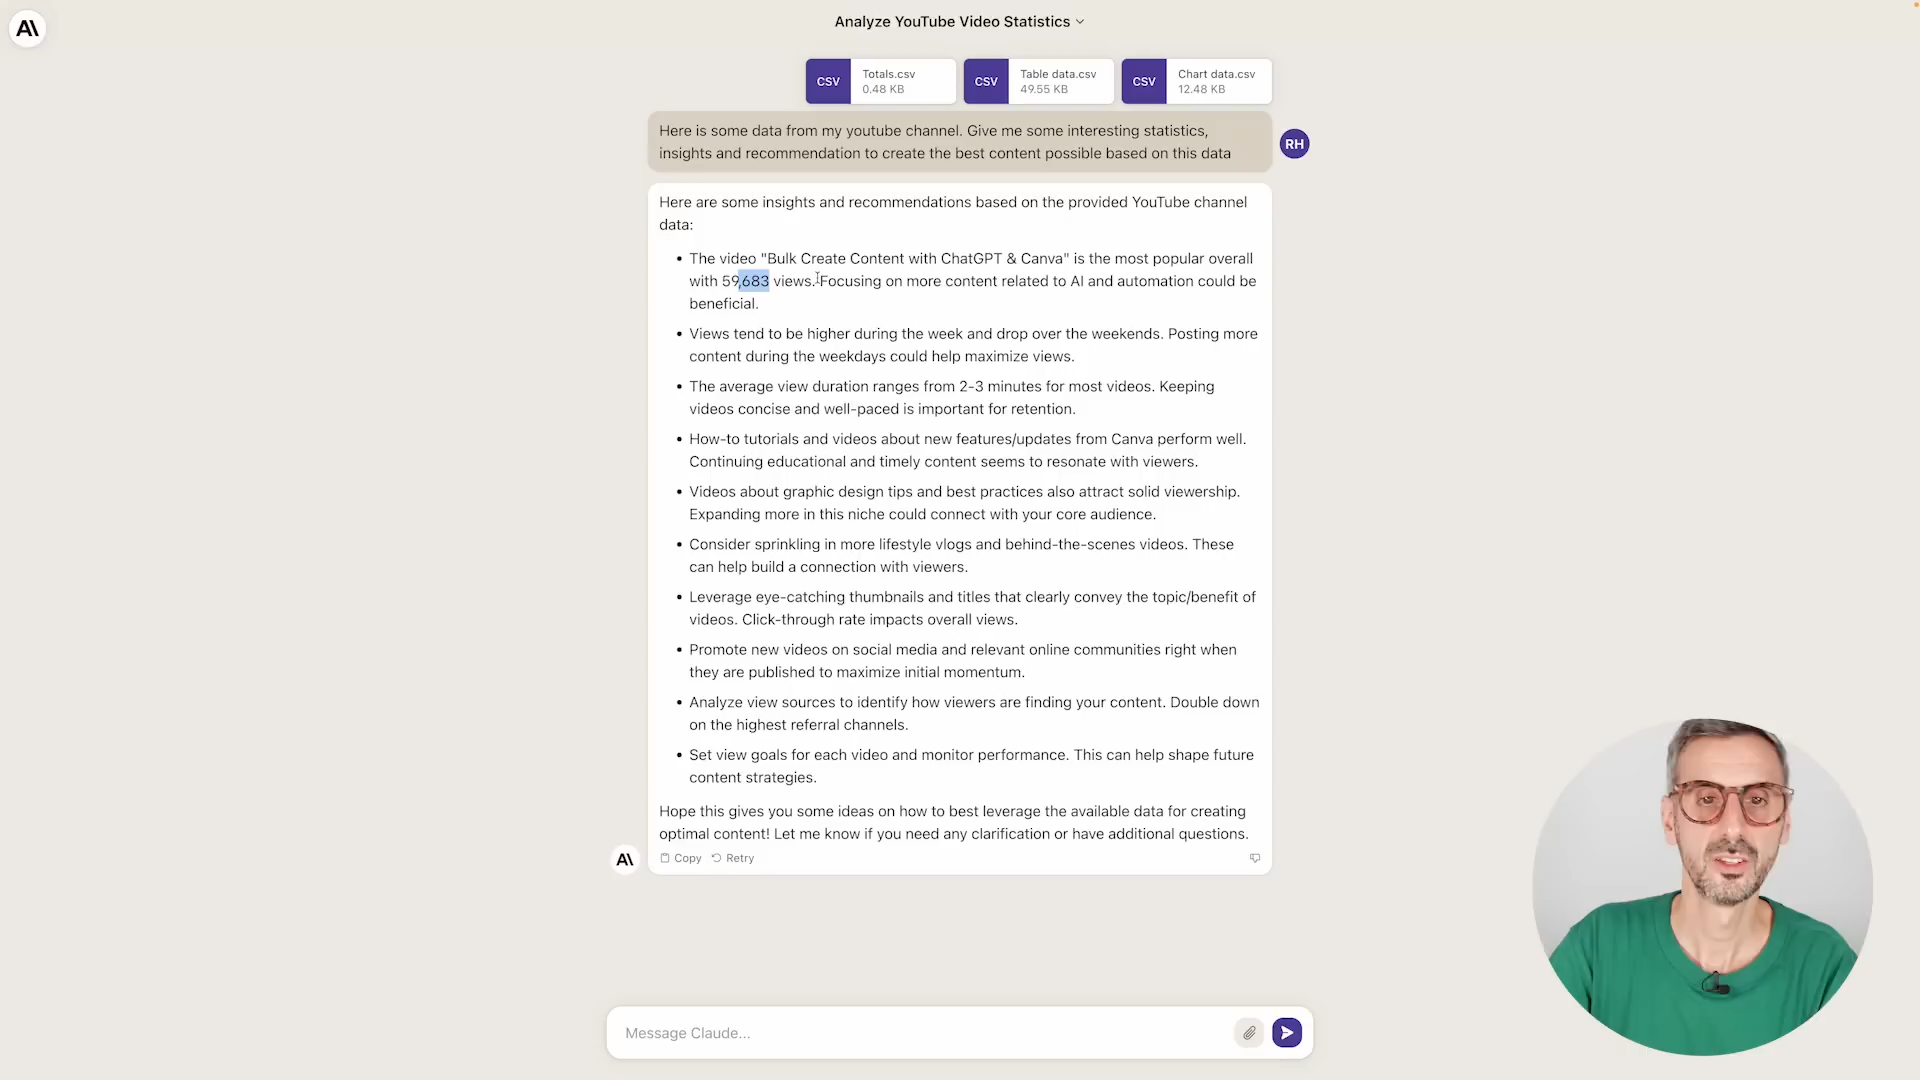 Analyze YouTube Video Statistics
CSV
Totals.csv
0.48 KB
CSV
Table data.csv
49.55 KB
CSV
Chart data.csv
12.48 KB
Here is some data from my youtube channel. Give me some interesting statistics,
insights and recommendation to create the best content possible based on this data
RH
Here are some insights and recommendations based on the provided YouTube channel
data:
• The video "Bulk Create Content with ChatGPT & Canva" is the most popular overall
with 59,683 views. Focusing on more content related to AI and automation could be
beneficial.
• Views tend to be higher during the week and drop over the weekends. Posting more
content during the weekdays could help maximize views.
• The average view duration ranges from 2-3 minutes for most videos. Keeping
videos concise and well-paced is important for retention.
• How-to tutorials and videos about new features/updates from Canva perform well.
Continuing educational and timely content seems to resonate with viewers.
• Videos about graphic design tips and best practices also attract solid viewership.
Expanding more in this niche could connect with your core audience.
• Consider sprinkling in more lifestyle vlogs and behind-the-scenes videos. These
can help build a connection with viewers.
• Leverage eye-catching thumbnails and titles that clearly convey the topic/benefit of
videos. Click-through rate impacts overall views.
• Promote new videos on social media and relevant online communities right when
they are published to maximize initial momentum.
• Analyze view sources to identify how viewers are finding your content. Double down
on the highest referral channels.
• Set view goals for each video and monitor performance. This can help shape future
content strategies.
Hope this gives you some ideas on how to best leverage the available data for creating
optimal content! Let me know if you need any clarification or have additional questions.
Copy Retry
Message Claude...